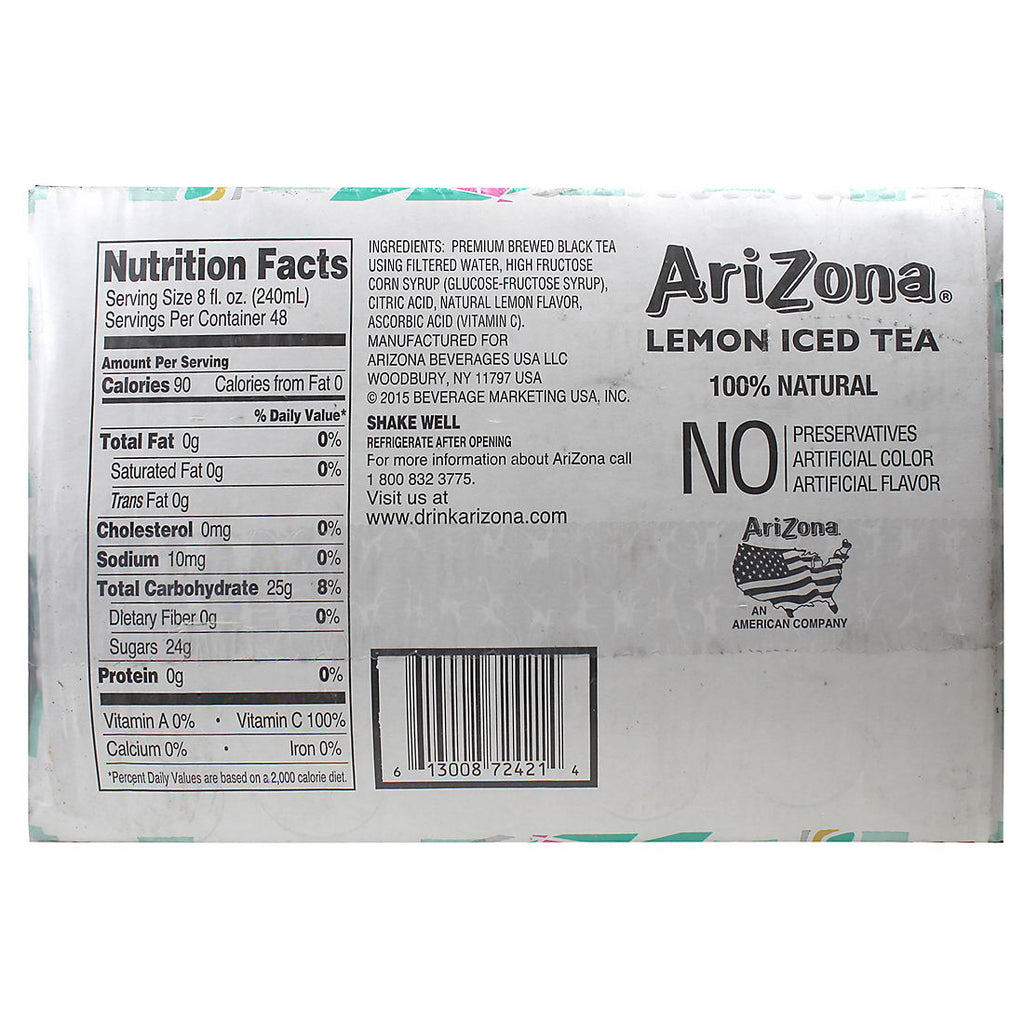 Nutrition Facts
Serving Size 8 fl. oz. (240mL)
Servings Per Container 48
Amount Per Serving
Calories 90 Calories from Fat 0
% Daily Value*
Total Fat 0g 0%
Saturated Fat 0g 0%
Trans Fat 0g
Cholesterol 0mg 0%
Sodium 10mg 0%
Total Carbohydrate 25g 8%
Dietary Fiber 0g 0%
Sugars 24g
Protein 0g 0%
Vitamin A 0% • Vitamin C 100%
Calcium 0% • Iron 0%
*Percent Daily Values are based on a 2,000 calorie diet.
INGREDIENTS: PREMIUM BREWED BLACK TEA
USING FILTERED WATER, HIGH FRUCTOSE
CORN SYRUP (GLUCOSE-FRUCTOSE SYRUP),
CITRIC ACID, NATURAL LEMON FLAVOR,
ASCORBIC ACID (VITAMIN C).
MANUFACTURED FOR
ARIZONA BEVERAGES USA LLC
WOODBURY, NY 11797 USA
© 2015 BEVERAGE MARKETING USA, INC.
SHAKE WELL
REFRIGERATE AFTER OPENING
For more information about AriZona call
1 800 832 3775.
Visit us at
www.drinkarizona.com
6 13008 72421 4
AriZona®
LEMON ICED TEA
100% NATURAL
NO
PRESERVATIVES
ARTIFICIAL COLOR
ARTIFICIAL FLAVOR
AriZona
AN
AMERICAN COMPANY